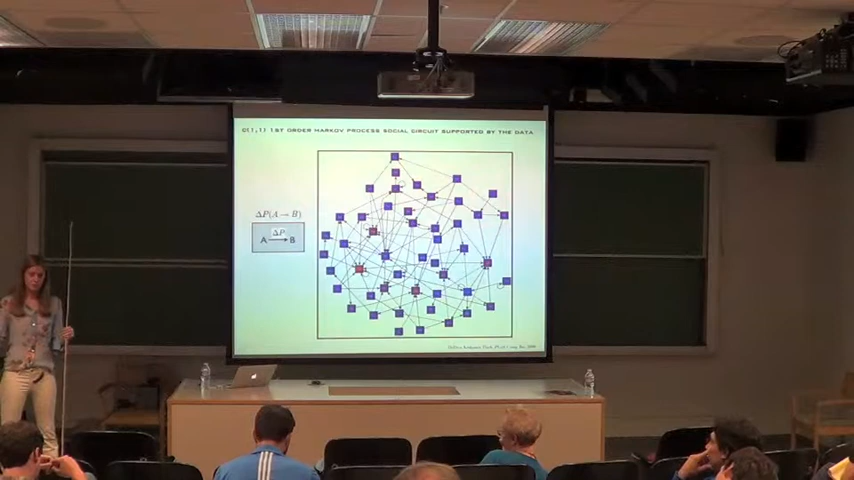 C(1,1) 1ST ORDER MARKOV PROCESS SOCIAL CIRCUIT SUPPORTED BY THE DATA
ΔP(A → B)
ΔP
A B